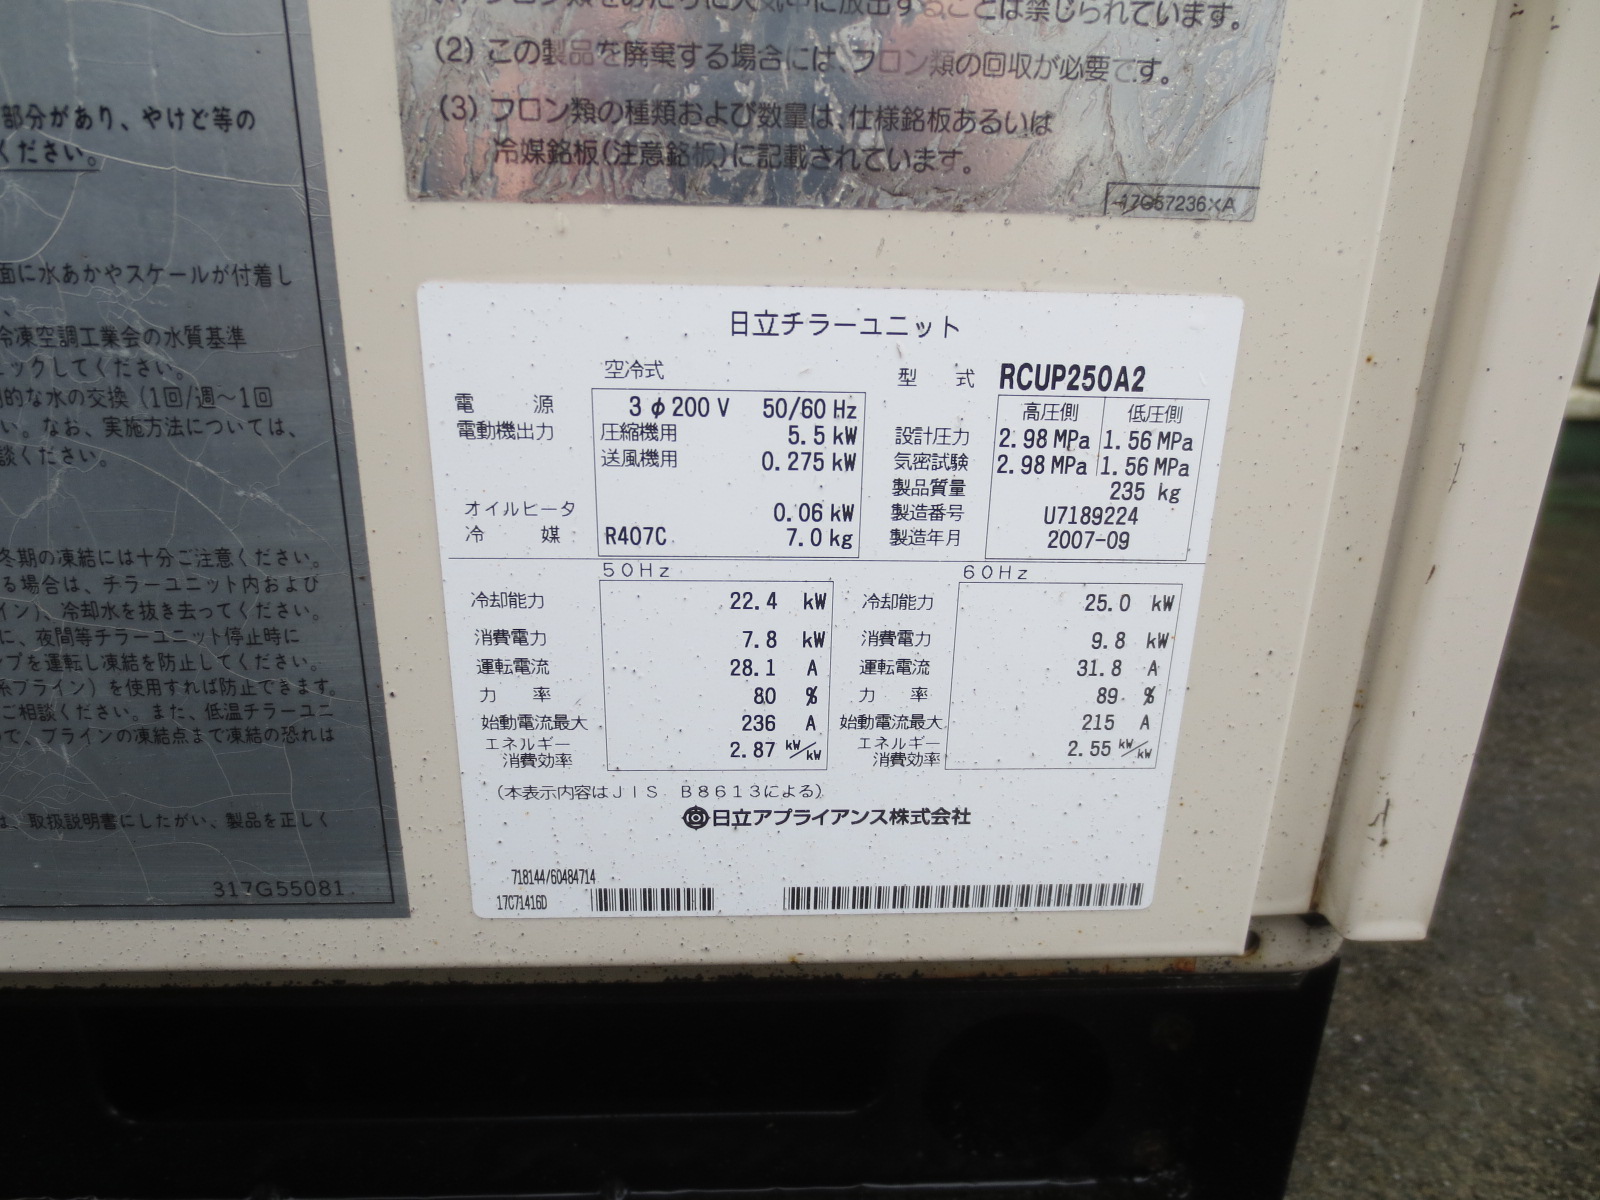 (2) この製品を廃棄する場合には、フロン類の回収が必要です。
(3) フロン類の種類および数量は、仕様銘板あるいは
冷媒銘板(注意銘板)に記載されています。
17G57236XA
部分があり、やけど等の
ください。
面に水あかやスケールが付着し
冷凍空調工業会の水質基準
ェックしてください。
的な水の交換(1回/週〜1回
い。なお、実施方法については、
談ください。
冬期の凍結には十分ご注意ください。
る場合は、チラーユニット内および
イン)、冷却水を抜き去ってください。
に、夜間等チラーユニット停止時に
ンプを運転し凍結を防止してください。
系ブライン)を使用すれば防止できます。
ご相談ください。また、低温チラーユニ
で、ブラインの凍結点まで凍結の恐れは
は、取扱説明書にしたがい、製品を正しく
317G55081
日立チラーユニット
空冷式 型式 RCUP250A2
電源 3φ200V 50/60Hz
電動機出力 圧縮機用 5.5kW
送風機用 0.275kW
オイルヒータ 0.06kW
冷媒 R407C 7.0kg
高圧側 低圧側
設計圧力 2.98MPa 1.56MPa
気密試験 2.98MPa 1.56MPa
製品質量 235kg
製造番号 U7189224
製造年月 2007-09
50Hz
冷却能力 22.4 kW
消費電力 7.8 kW
運転電流 28.1 A
力率 80 %
始動電流最大 236 A
エネルギー
消費効率 2.87 kW/kW
60Hz
冷却能力 25.0 kW
消費電力 9.8 kW
運転電流 31.8 A
力率 89 %
始動電流最大 215 A
エネルギー
消費効率 2.55 kW/kW
(本表示内容はJIS B8613による)
日立アプライアンス株式会社
718144/60484714
17C71416D